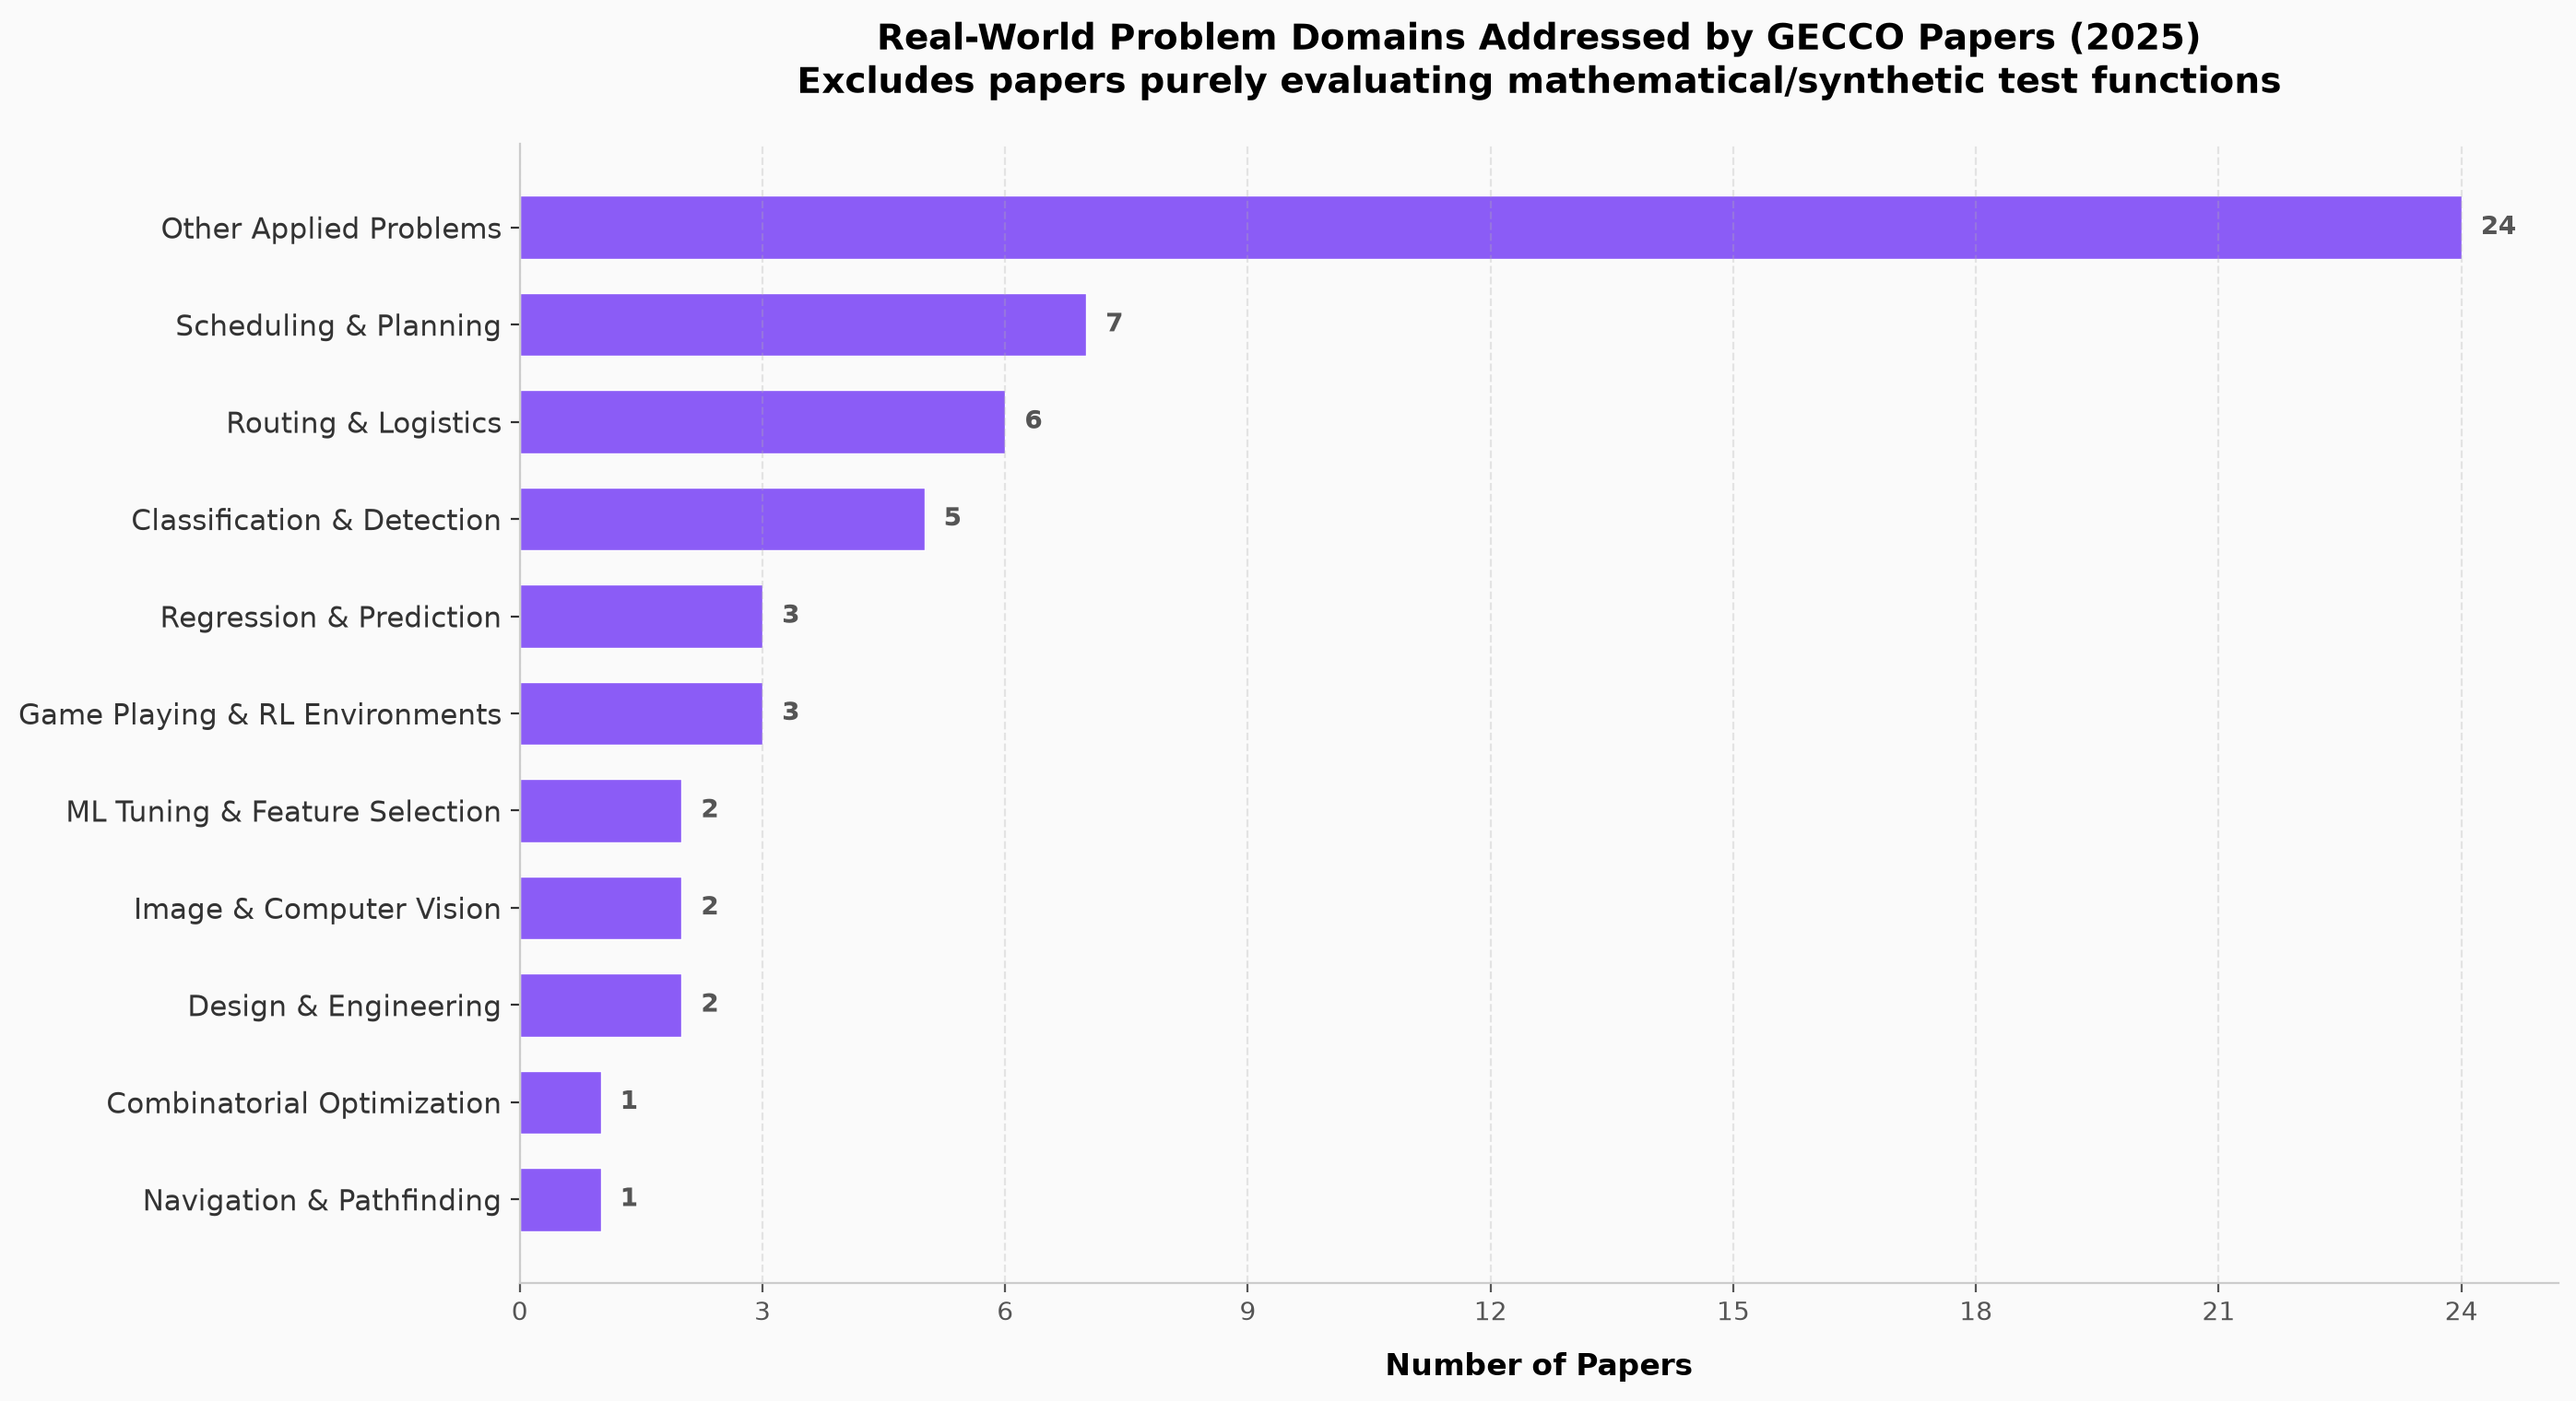 Real-World Problem Domains Addressed by GECCO Papers (2025)
Excludes papers purely evaluating mathematical/synthetic test functions
Other Applied Problems 24
Scheduling & Planning 7
Routing & Logistics 6
Classification & Detection 5
Regression & Prediction 3
Game Playing & RL Environments 3
ML Tuning & Feature Selection 2
Image & Computer Vision 2
Design & Engineering 2
Combinatorial Optimization 1
Navigation & Pathfinding 1
0 3 6 9 12 15 18 21 24
Number of Papers